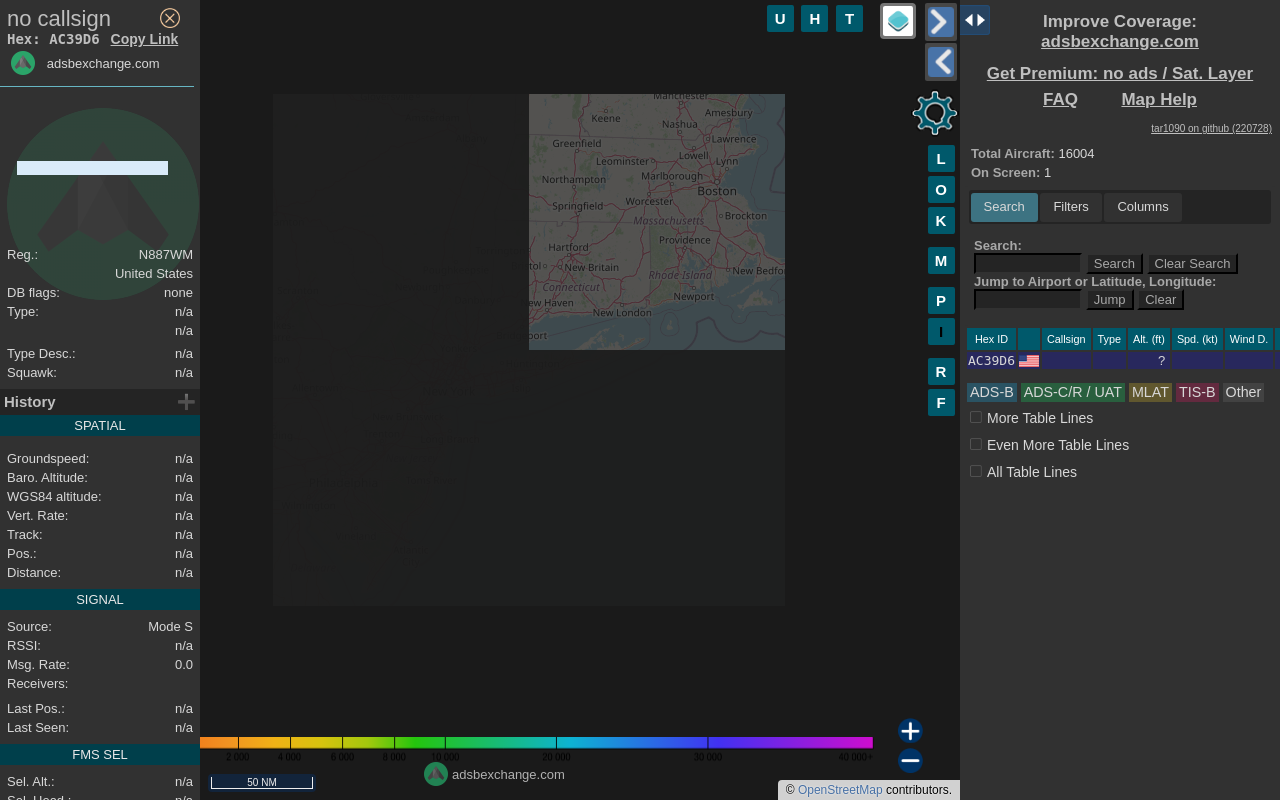 no callsign
Hex: AC39D6 Copy Link
adsbexchange.com
Reg.: N887WM
United States
DB flags: none
Type: n/a
n/a
Type Desc.: n/a
Squawk: n/a
History
SPATIAL
Groundspeed: n/a
Baro. Altitude: n/a
WGS84 altitude: n/a
Vert. Rate: n/a
Track: n/a
Pos.: n/a
Distance: n/a
SIGNAL
Source: Mode S
RSSI: n/a
Msg. Rate: 0.0
Receivers:
Last Pos.: n/a
Last Seen: n/a
FMS SEL
Sel. Alt.: n/a
Sel. Head.: n/a
U H T
L
O
K
M
P
I
R
F
Manchester
Keene
Amesbury
Nashua
Greenfield
Lawrence
Leominster
Lowell
Lynn
Northampton
Marlborough
Boston
Springfield
Worcester
Massachusetts
Brockton
Providence
Hartford
New Britain
Rhode Island
New Bedfo
Connecticut
Newport
ew Haven
New London
port
2 000 4 000 6 000 8 000 10 000 20 000 30 000 40 000+
adsbexchange.com
50 NM
© OpenStreetMap contributors.
Improve Coverage:
adsbexchange.com
Get Premium: no ads / Sat. Layer
FAQ Map Help
tar1090 on github (220728)
Total Aircraft: 16004
On Screen: 1
Search Filters Columns
Search:
Search Clear Search
Jump to Airport or Latitude, Longitude:
Jump Clear
Hex ID Callsign Type Alt. (ft) Spd. (kt) Wind D.
AC39D6 ?
ADS-B ADS-C/R / UAT MLAT TIS-B Other
More Table Lines
Even More Table Lines
All Table Lines